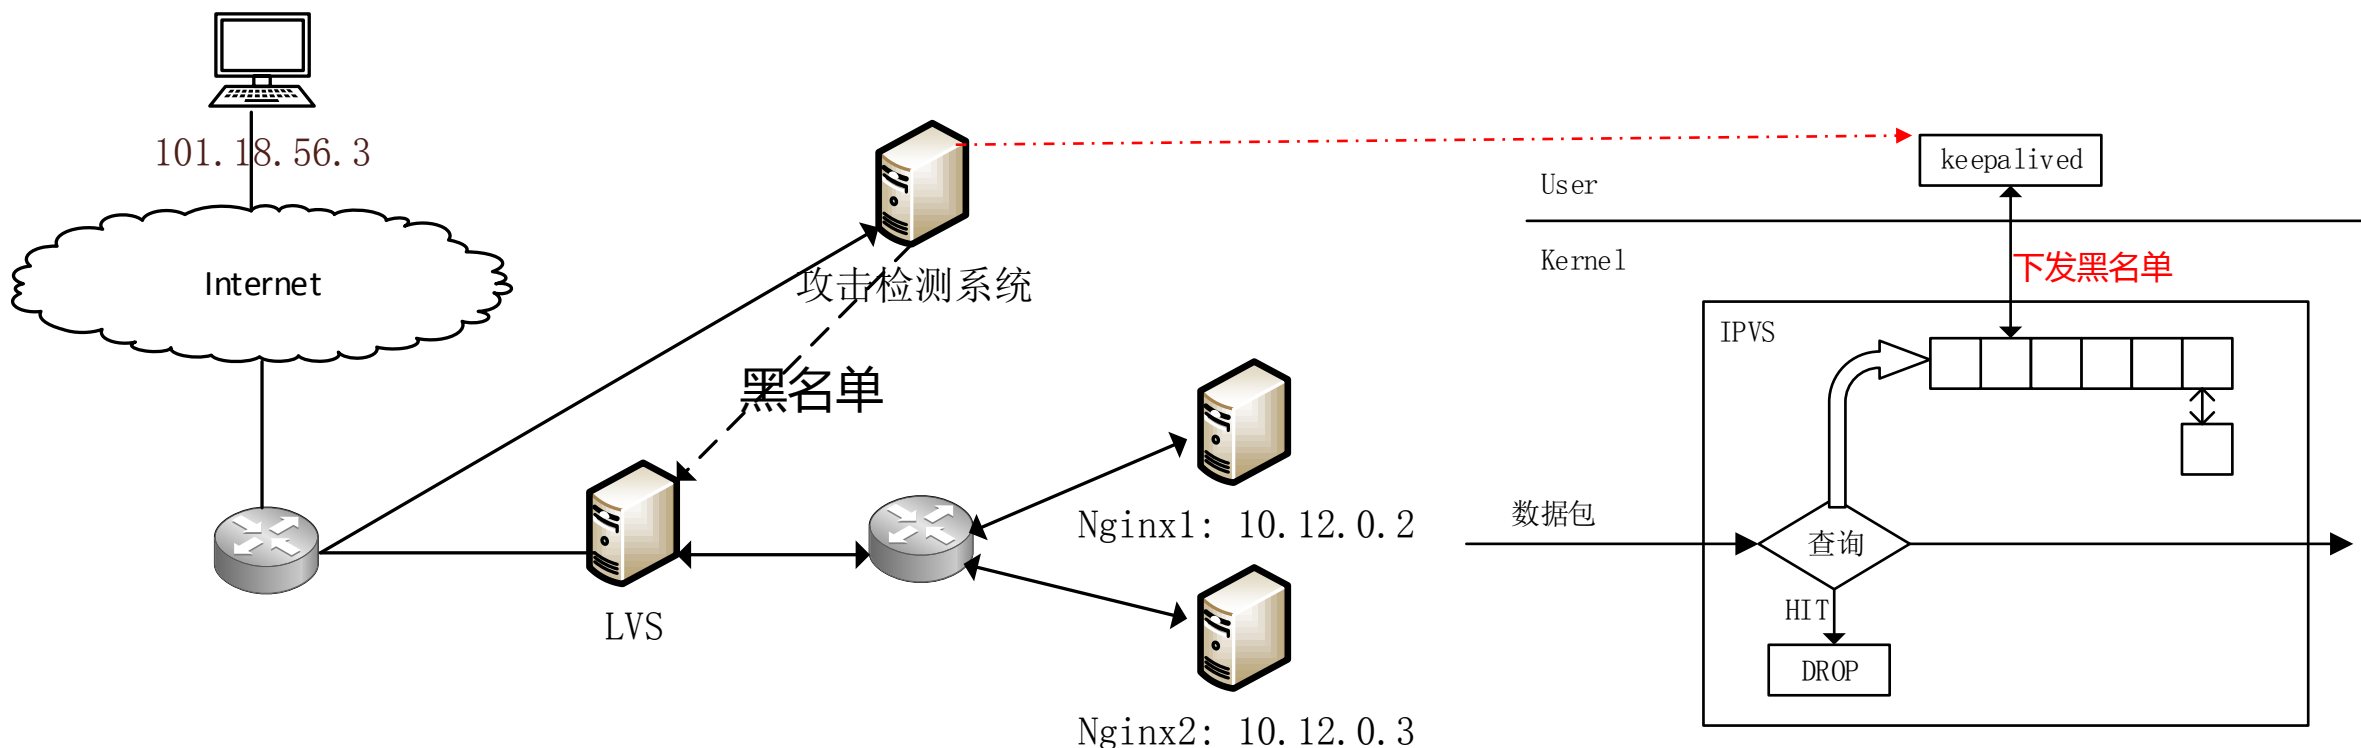 101.18.56.3
Internet
攻击检测系统
黑名单
LVS
Nginx1: 10.12.0.2
Nginx2: 10.12.0.3
keepalived
User
Kernel
下发黑名单
IPVS
数据包
查询
HIT
DROP